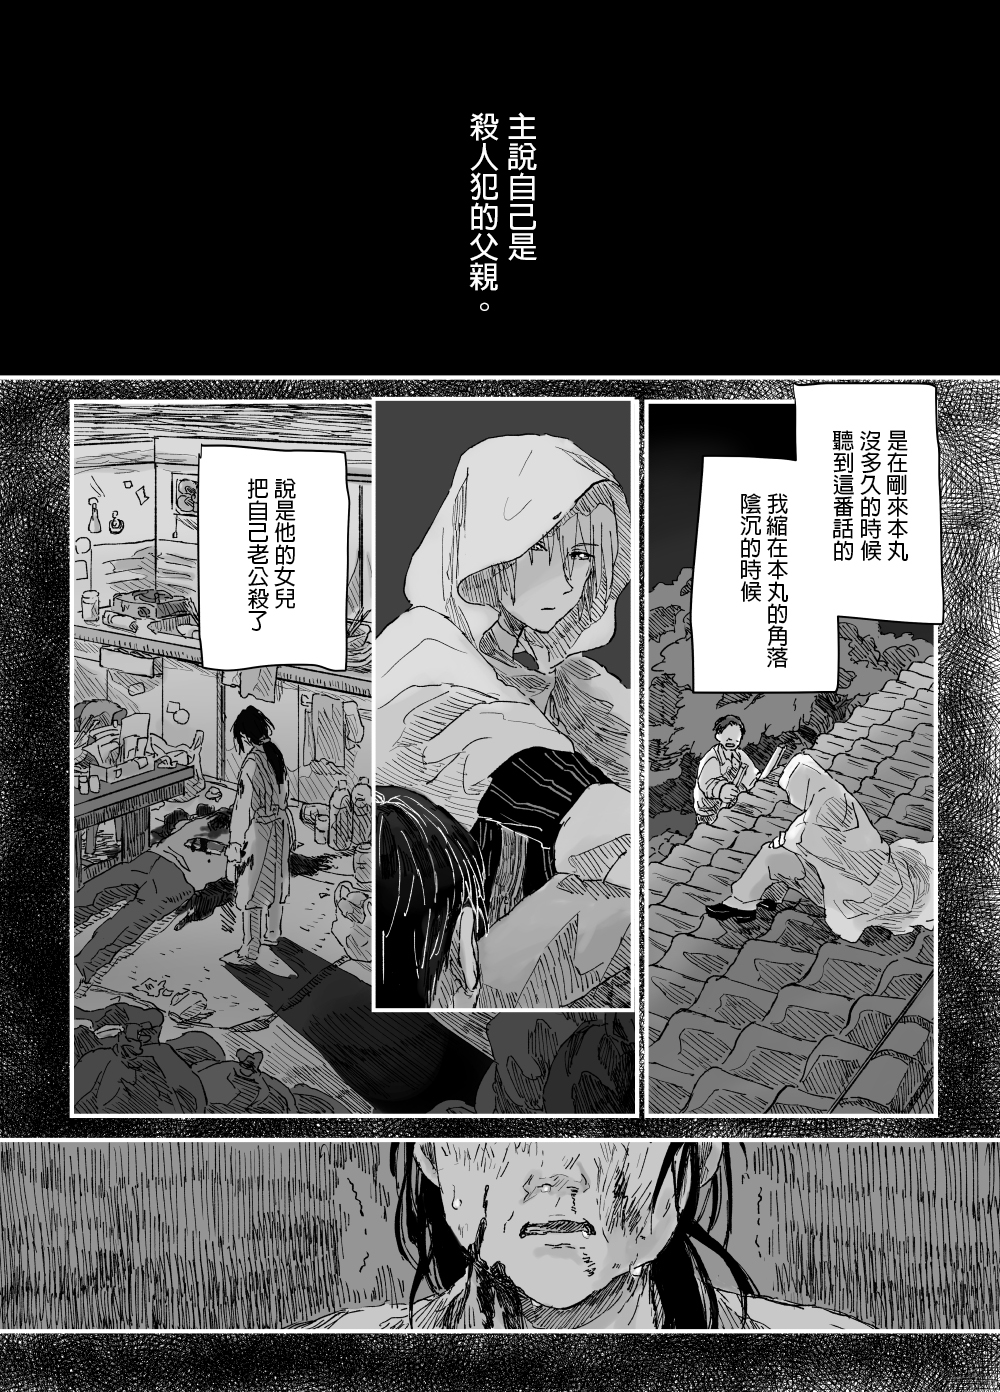 主說自己是
殺人犯的父親。
是在剛來本丸
沒多久的時候
聽到這番話的
我縮在本丸的角落
陰沉的時候
說是他的女兒
把自己老公殺了